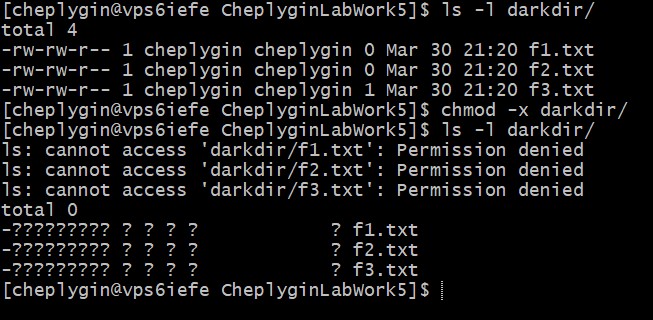 [cheplygin@vps6iefe CheplyginLabWork5]$ ls -l darkdir/
total 4
-rw-rw-r-- 1 cheplygin cheplygin 0 Mar 30 21:20 f1.txt
-rw-rw-r-- 1 cheplygin cheplygin 0 Mar 30 21:20 f2.txt
-rw-rw-r-- 1 cheplygin cheplygin 1 Mar 30 21:20 f3.txt
[cheplygin@vps6iefe CheplyginLabWork5]$ chmod -x darkdir/
[cheplygin@vps6iefe CheplyginLabWork5]$ ls -l darkdir/
ls: cannot access 'darkdir/f1.txt': Permission denied
ls: cannot access 'darkdir/f2.txt': Permission denied
ls: cannot access 'darkdir/f3.txt': Permission denied
total 0
-????????? ? ? ? ?            ? f1.txt
-????????? ? ? ? ?            ? f2.txt
-????????? ? ? ? ?            ? f3.txt
[cheplygin@vps6iefe CheplyginLabWork5]$